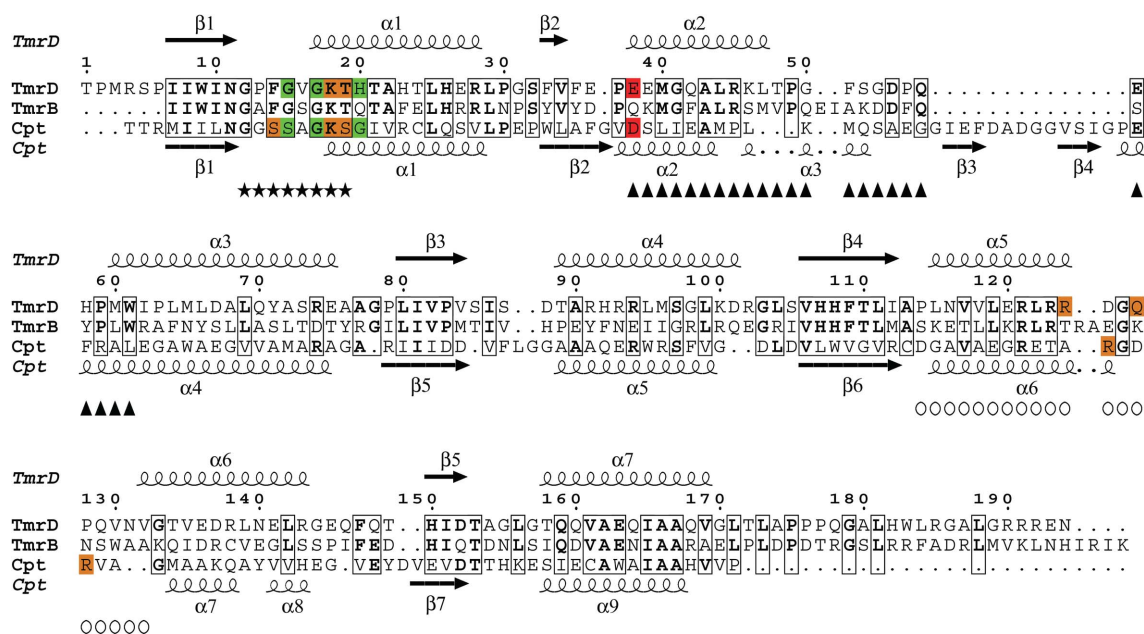 β1 α1 β2 α2
TmrD
1 10 20 30 40 50
TmrD TPMRSPIIWINGPFGVGKTHTAHTLHERLPGSFVFE.PEEMGQALRKLTPG..FSGDPQ..............E
TmrB ......IIWINGAFGSGKTQTAFELHRRLNPSYVYD.PQKMGFALRSMVPQEIAKDDFQ..............S
Cpt ...TTRMIILNGGSSAGKSGIVRCLQSVLPEPWLAFGVDSLIEAMPL..K..MQSAEGGIEFDADGGVSIGPE
Cpt
β1 α1 β2 α2 α3 β3 β4
α3 β3 α4 β4 α5
TmrD
60 70 80 90 100 110 120
TmrD HPMWIPLMLDALQYASREAAGPLIVPVSIS..DTARHRRLMSGLKDRGLSVHHFTLIAPLNVVLERLRR..DGQ
TmrB YPLWRAFNYSLLASLTDTYRGILIVPMTIV..HPEYFNEIIGRLRQEGRIVHHFTLMASKETLLKRLRTRAEGK
Cpt FRALEGAWAEGVVAMARAGA.RIIIDD.VFLGGAAAQERWRSFVG..DLDVLWVGVRCDGAVAEGRETA..RGD
Cpt
α4 β5 α5 β6 α6
α6 β5 α7
TmrD
130 140 150 160 170 180 190
TmrD PQVNVGTVEDRLNELRGEQFQT..HIDTAGLGTQQVAEQIAAQVGLTLAPPPQGALHWLRGALGRRREN....
TmrB NSWAAKQIDRCVEGLSSPIFED..HIQTDNLSIQDVAENIAARAELPLDPDTRGSLRRFADRLMVKLNHIRIK
Cpt RVA..GMAAKQAYVVHEG.VEYDVEVDTTHKESIECAWAIAAHVVP...........................
Cpt
α7 α8 β7 α9